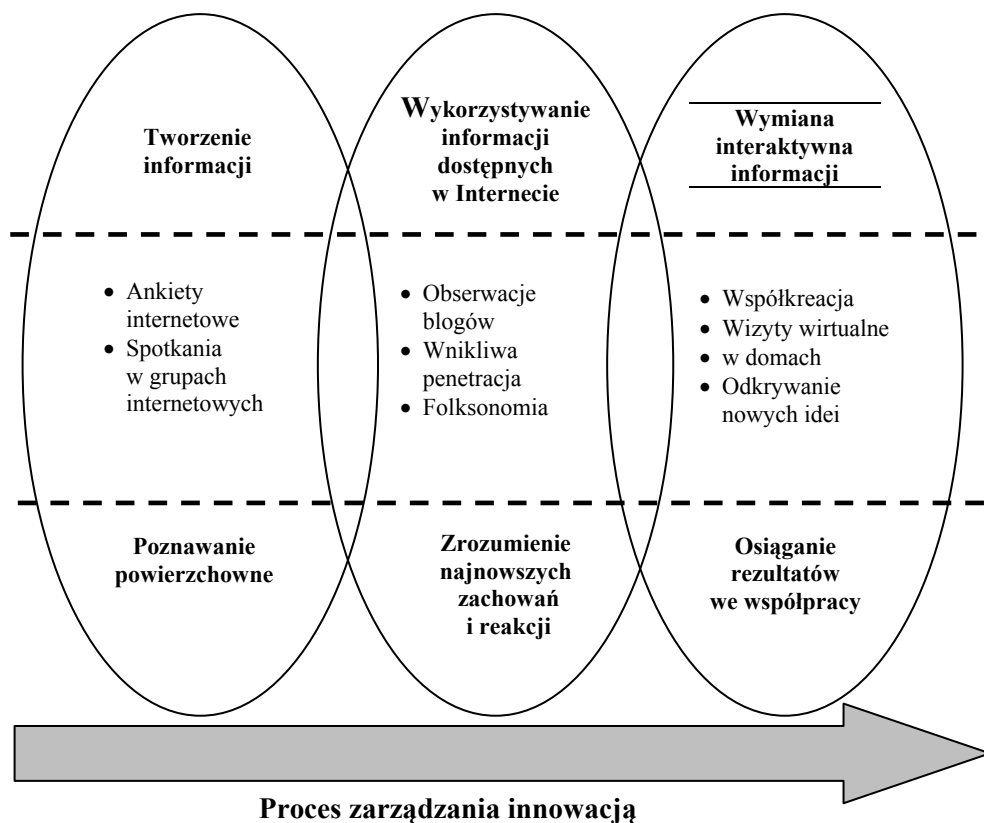 Tworzenie
informacji
Wykorzystywanie
informacji
dostępnych
w Internecie
Wymiana
interaktywna
informacji
• Ankiety
internetowe
• Spotkania
w grupach
internetowych
• Obserwacje
blogów
• Wnikliwa
penetracja
• Folksonomia
• Współkreacja
• Wizyty wirtualne
• w domach
• Odkrywanie
nowych idei
Poznawanie
powierzchowne
Zrozumienie
najnowszych
zachowań
i reakcji
Osiąganie
rezultatów
we współpracy
Proces zarządzania innowacją